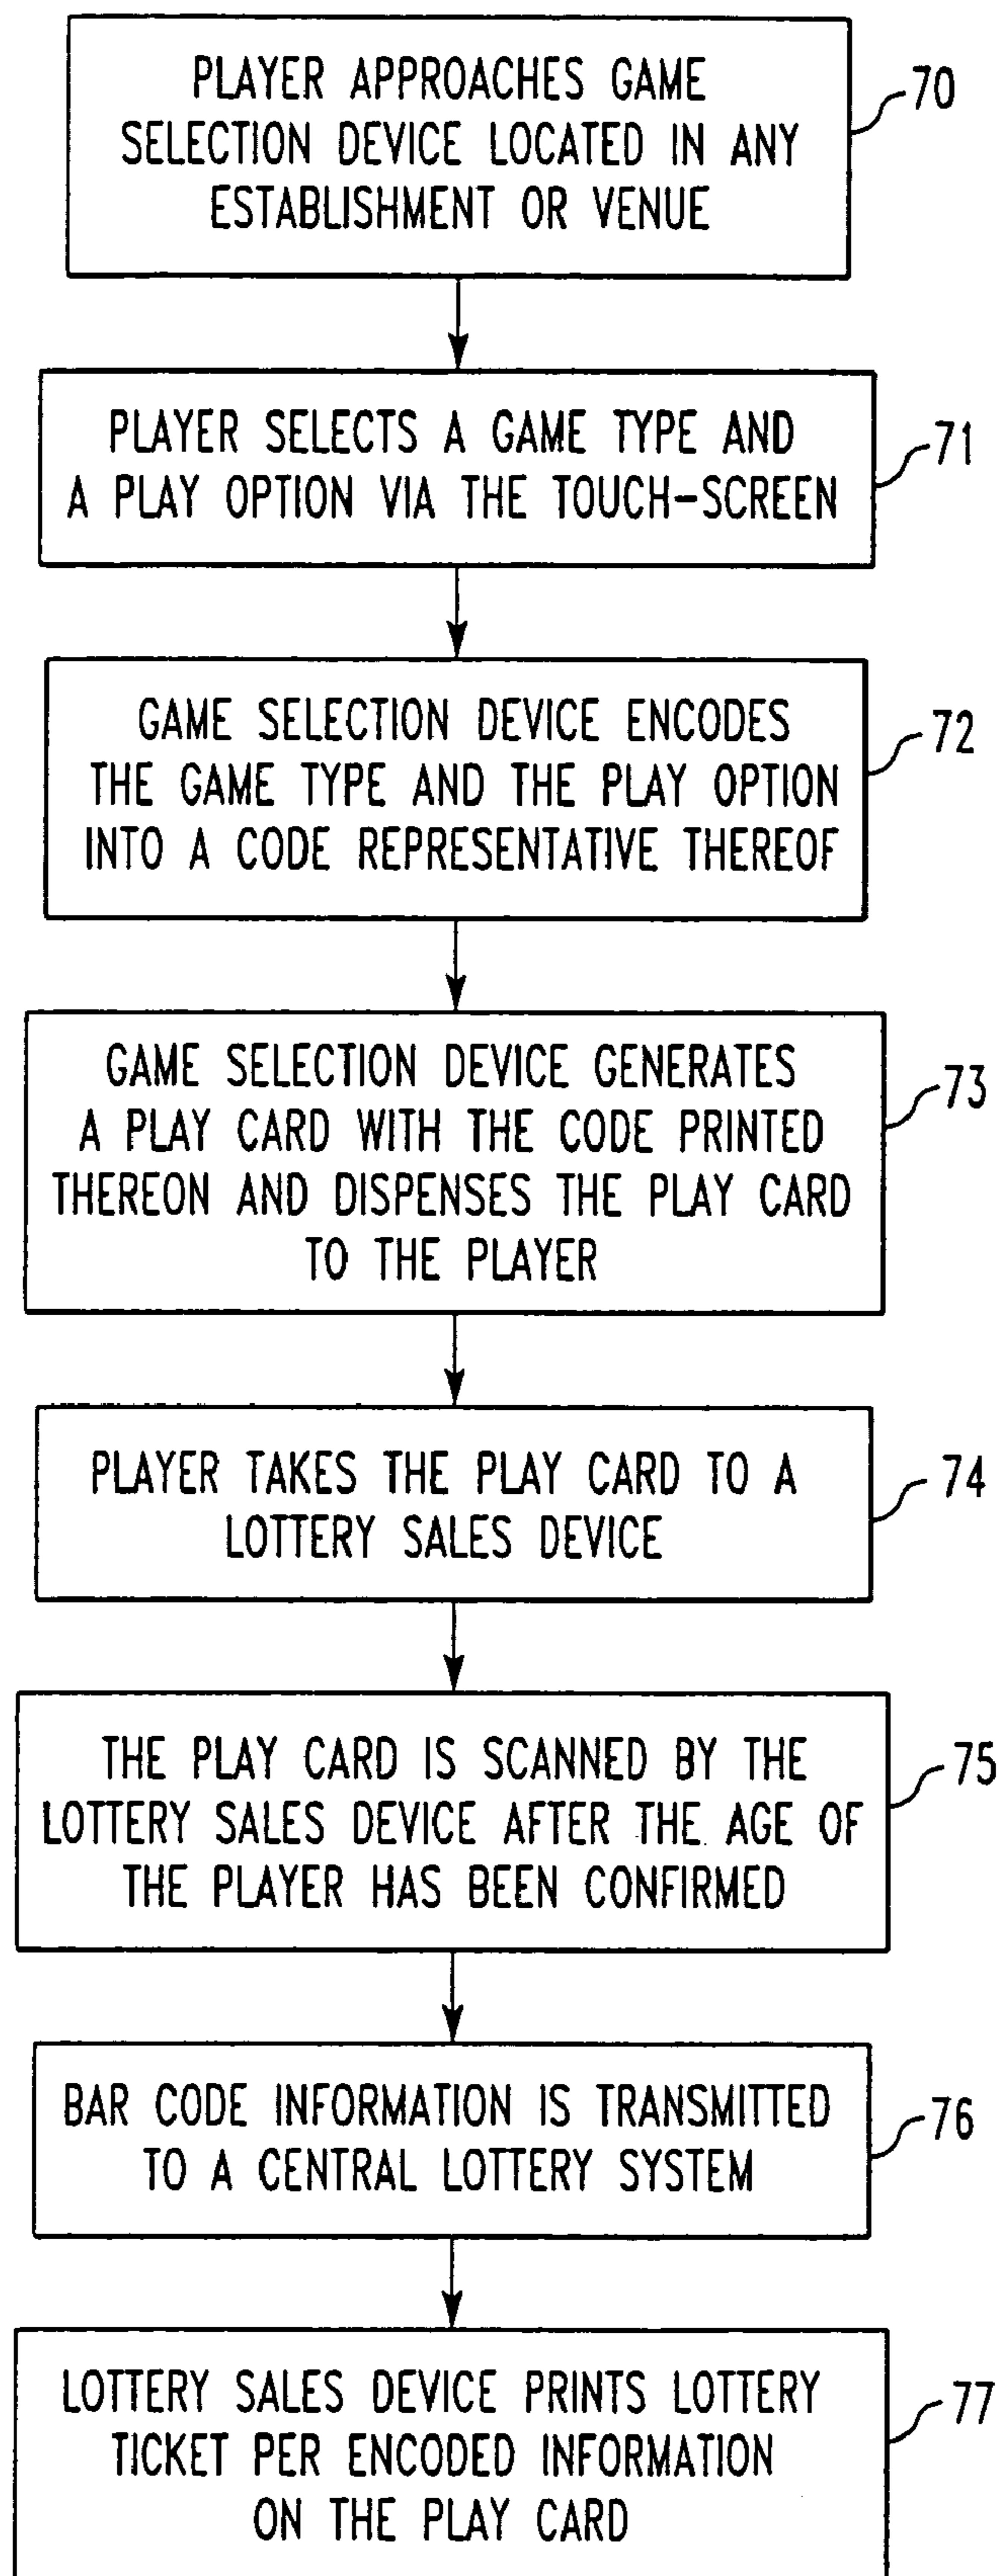 PLAYER APPROACHES GAME
SELECTION DEVICE LOCATED IN ANY
ESTABLISHMENT OR VENUE
70
PLAYER SELECTS A GAME TYPE AND
A PLAY OPTION VIA THE TOUCH-SCREEN
71
GAME SELECTION DEVICE ENCODES
THE GAME TYPE AND THE PLAY OPTION
INTO A CODE REPRESENTATIVE THEREOF
72
GAME SELECTION DEVICE GENERATES
A PLAY CARD WITH THE CODE PRINTED
THEREON AND DISPENSES THE PLAY CARD
TO THE PLAYER
73
PLAYER TAKES THE PLAY CARD TO A
LOTTERY SALES DEVICE
74
THE PLAY CARD IS SCANNED BY THE
LOTTERY SALES DEVICE AFTER THE AGE OF
THE PLAYER HAS BEEN CONFIRMED
75
BAR CODE INFORMATION IS TRANSMITTED
TO A CENTRAL LOTTERY SYSTEM
76
LOTTERY SALES DEVICE PRINTS LOTTERY
TICKET PER ENCODED INFORMATION
ON THE PLAY CARD
77